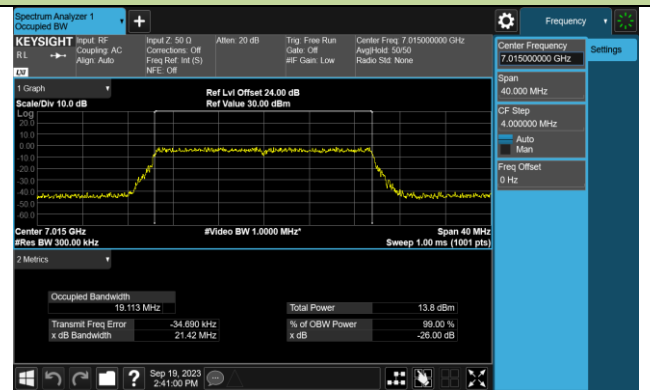 Spectrum Analyzer 1
Occupied BW
Frequency
KEYSIGHT
RL
LXI
Input: RF
Coupling: AC
Align: Auto
Input Z: 50 Ω
Corrections: Off
Freq Ref: Int (S)
NFE: Off
Atten: 20 dB
Trig: Free Run
Gate: Off
#IF Gain: Low
Center Freq: 7.015000000 GHz
Avg|Hold: 50/50
Radio Std: None
Center Frequency
7.015000000 GHz
Settings
Span
40.000 MHz
CF Step
4.000000 MHz
Auto
Man
Freq Offset
0 Hz
1 Graph
Scale/Div 10.0 dB
Ref Lvl Offset 24.00 dB
Ref Value 30.00 dBm
Log
20.0
10.0
0.00
-10.0
-20.0
-30.0
-40.0
-50.0
-60.0
Center 7.015 GHz
#Video BW 1.0000 MHz*
Span 40 MHz
#Res BW 300.00 kHz
Sweep 1.00 ms (1001 pts)
2 Metrics
Occupied Bandwidth
19.113 MHz
Total Power 13.8 dBm
Transmit Freq Error -34.690 kHz
% of OBW Power 99.00 %
x dB Bandwidth 21.42 MHz
x dB -26.00 dB
?
Sep 19, 2023
2:41:00 PM